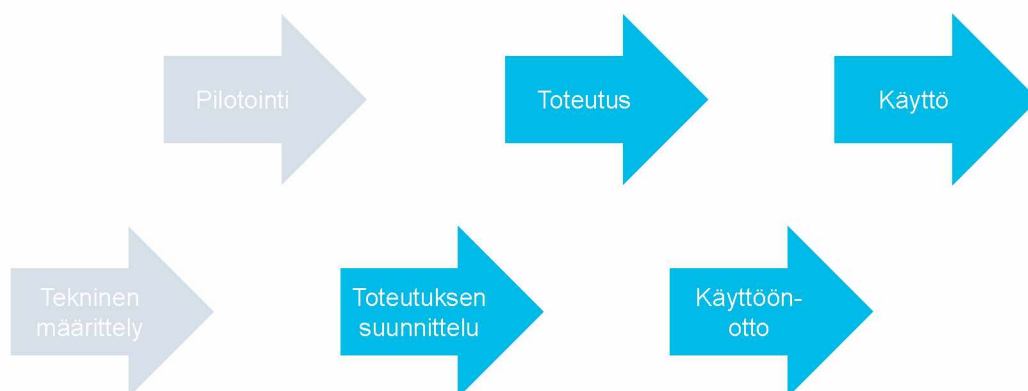 Pilotointi
Toteutus
Käyttö
Tekninen
määrittely
Toteutuksen
suunnittelu
Käyttöön-
otto